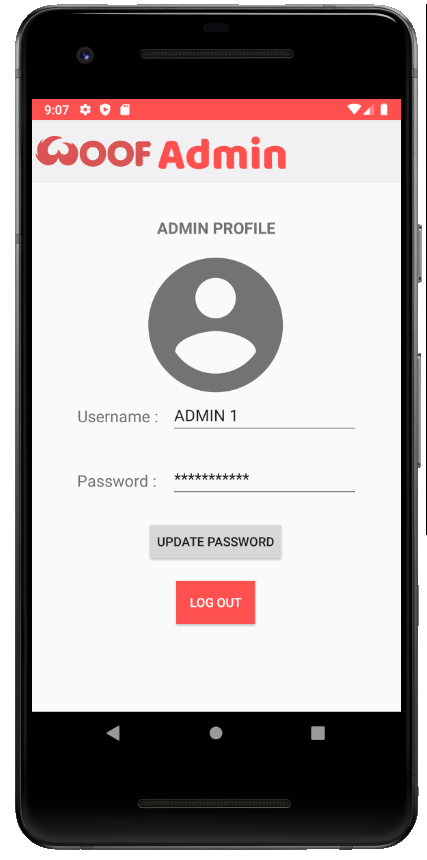 9:07
WOOF Admin
ADMIN PROFILE
Username : ADMIN 1
Password : ***********
UPDATE PASSWORD
LOG OUT